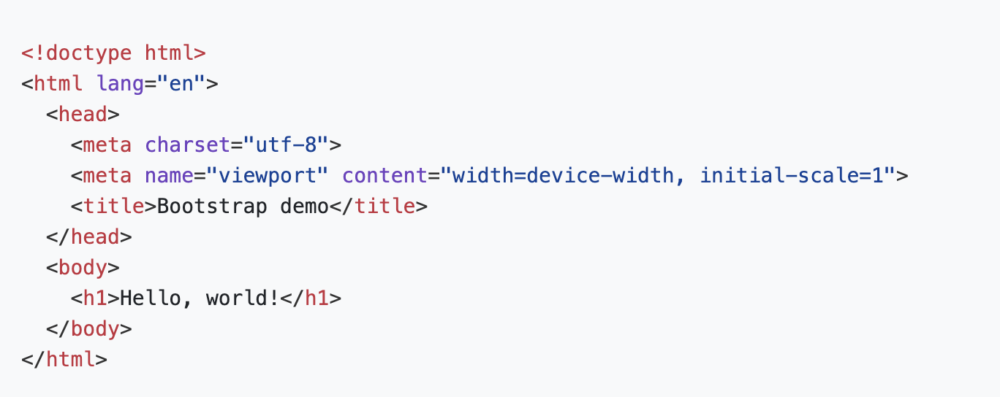 <!doctype html>
<html lang="en">
  <head>
    <meta charset="utf-8">
    <meta name="viewport" content="width=device-width, initial-scale=1">
    <title>Bootstrap demo</title>
  </head>
  <body>
    <h1>Hello, world!</h1>
  </body>
</html>